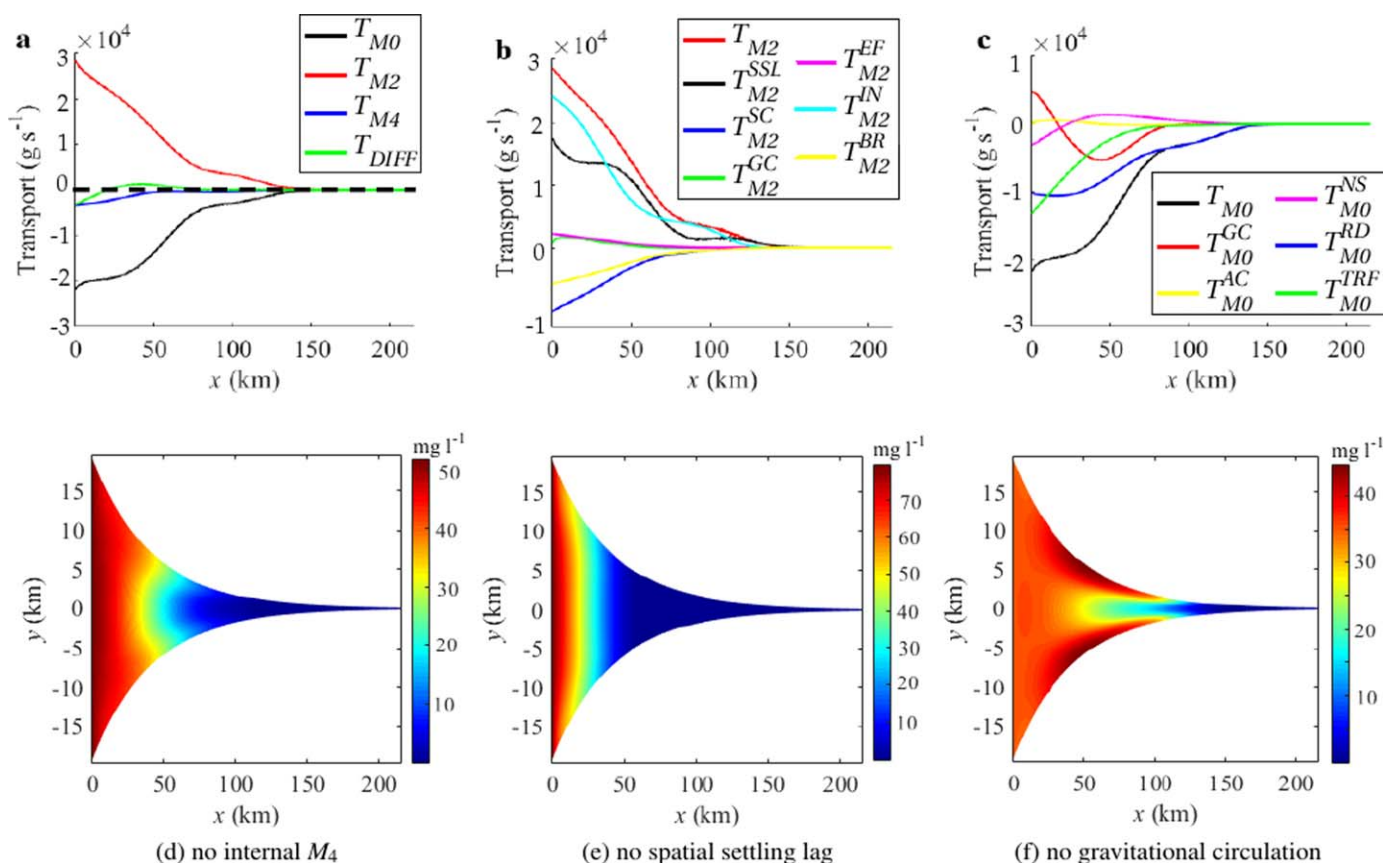 a
×10⁴
3
2
1
0
-1
-2
-3
Transport (g s⁻¹)
0 50 100 150 200
x (km)
T_M0
T_M2
T_M4
T_DIFF
b
×10⁴
3
2
1
0
-1
Transport (g s⁻¹)
0 50 100 150 200
x (km)
T_M2
T_M2^SSL
T_M2^SC
T_M2^GC
T_M2^EF
T_M2^IN
T_M2^BR
c
×10⁴
1
0
-1
-2
-3
Transport (g s⁻¹)
0 50 100 150 200
x (km)
T_M0
T_M0^GC
T_M0^AC
T_M0^NS
T_M0^RD
T_M0^TRF
15
10
5
0
-5
-10
-15
y (km)
0 50 100 150 200
x (km)
mg l⁻¹
50
40
30
20
10
(d) no internal M₄
15
10
5
0
-5
-10
-15
y (km)
0 50 100 150 200
x (km)
mg l⁻¹
70
60
50
40
30
20
10
(e) no spatial settling lag
15
10
5
0
-5
-10
-15
y (km)
0 50 100 150 200
x (km)
mg l⁻¹
40
30
20
10
(f) no gravitational circulation